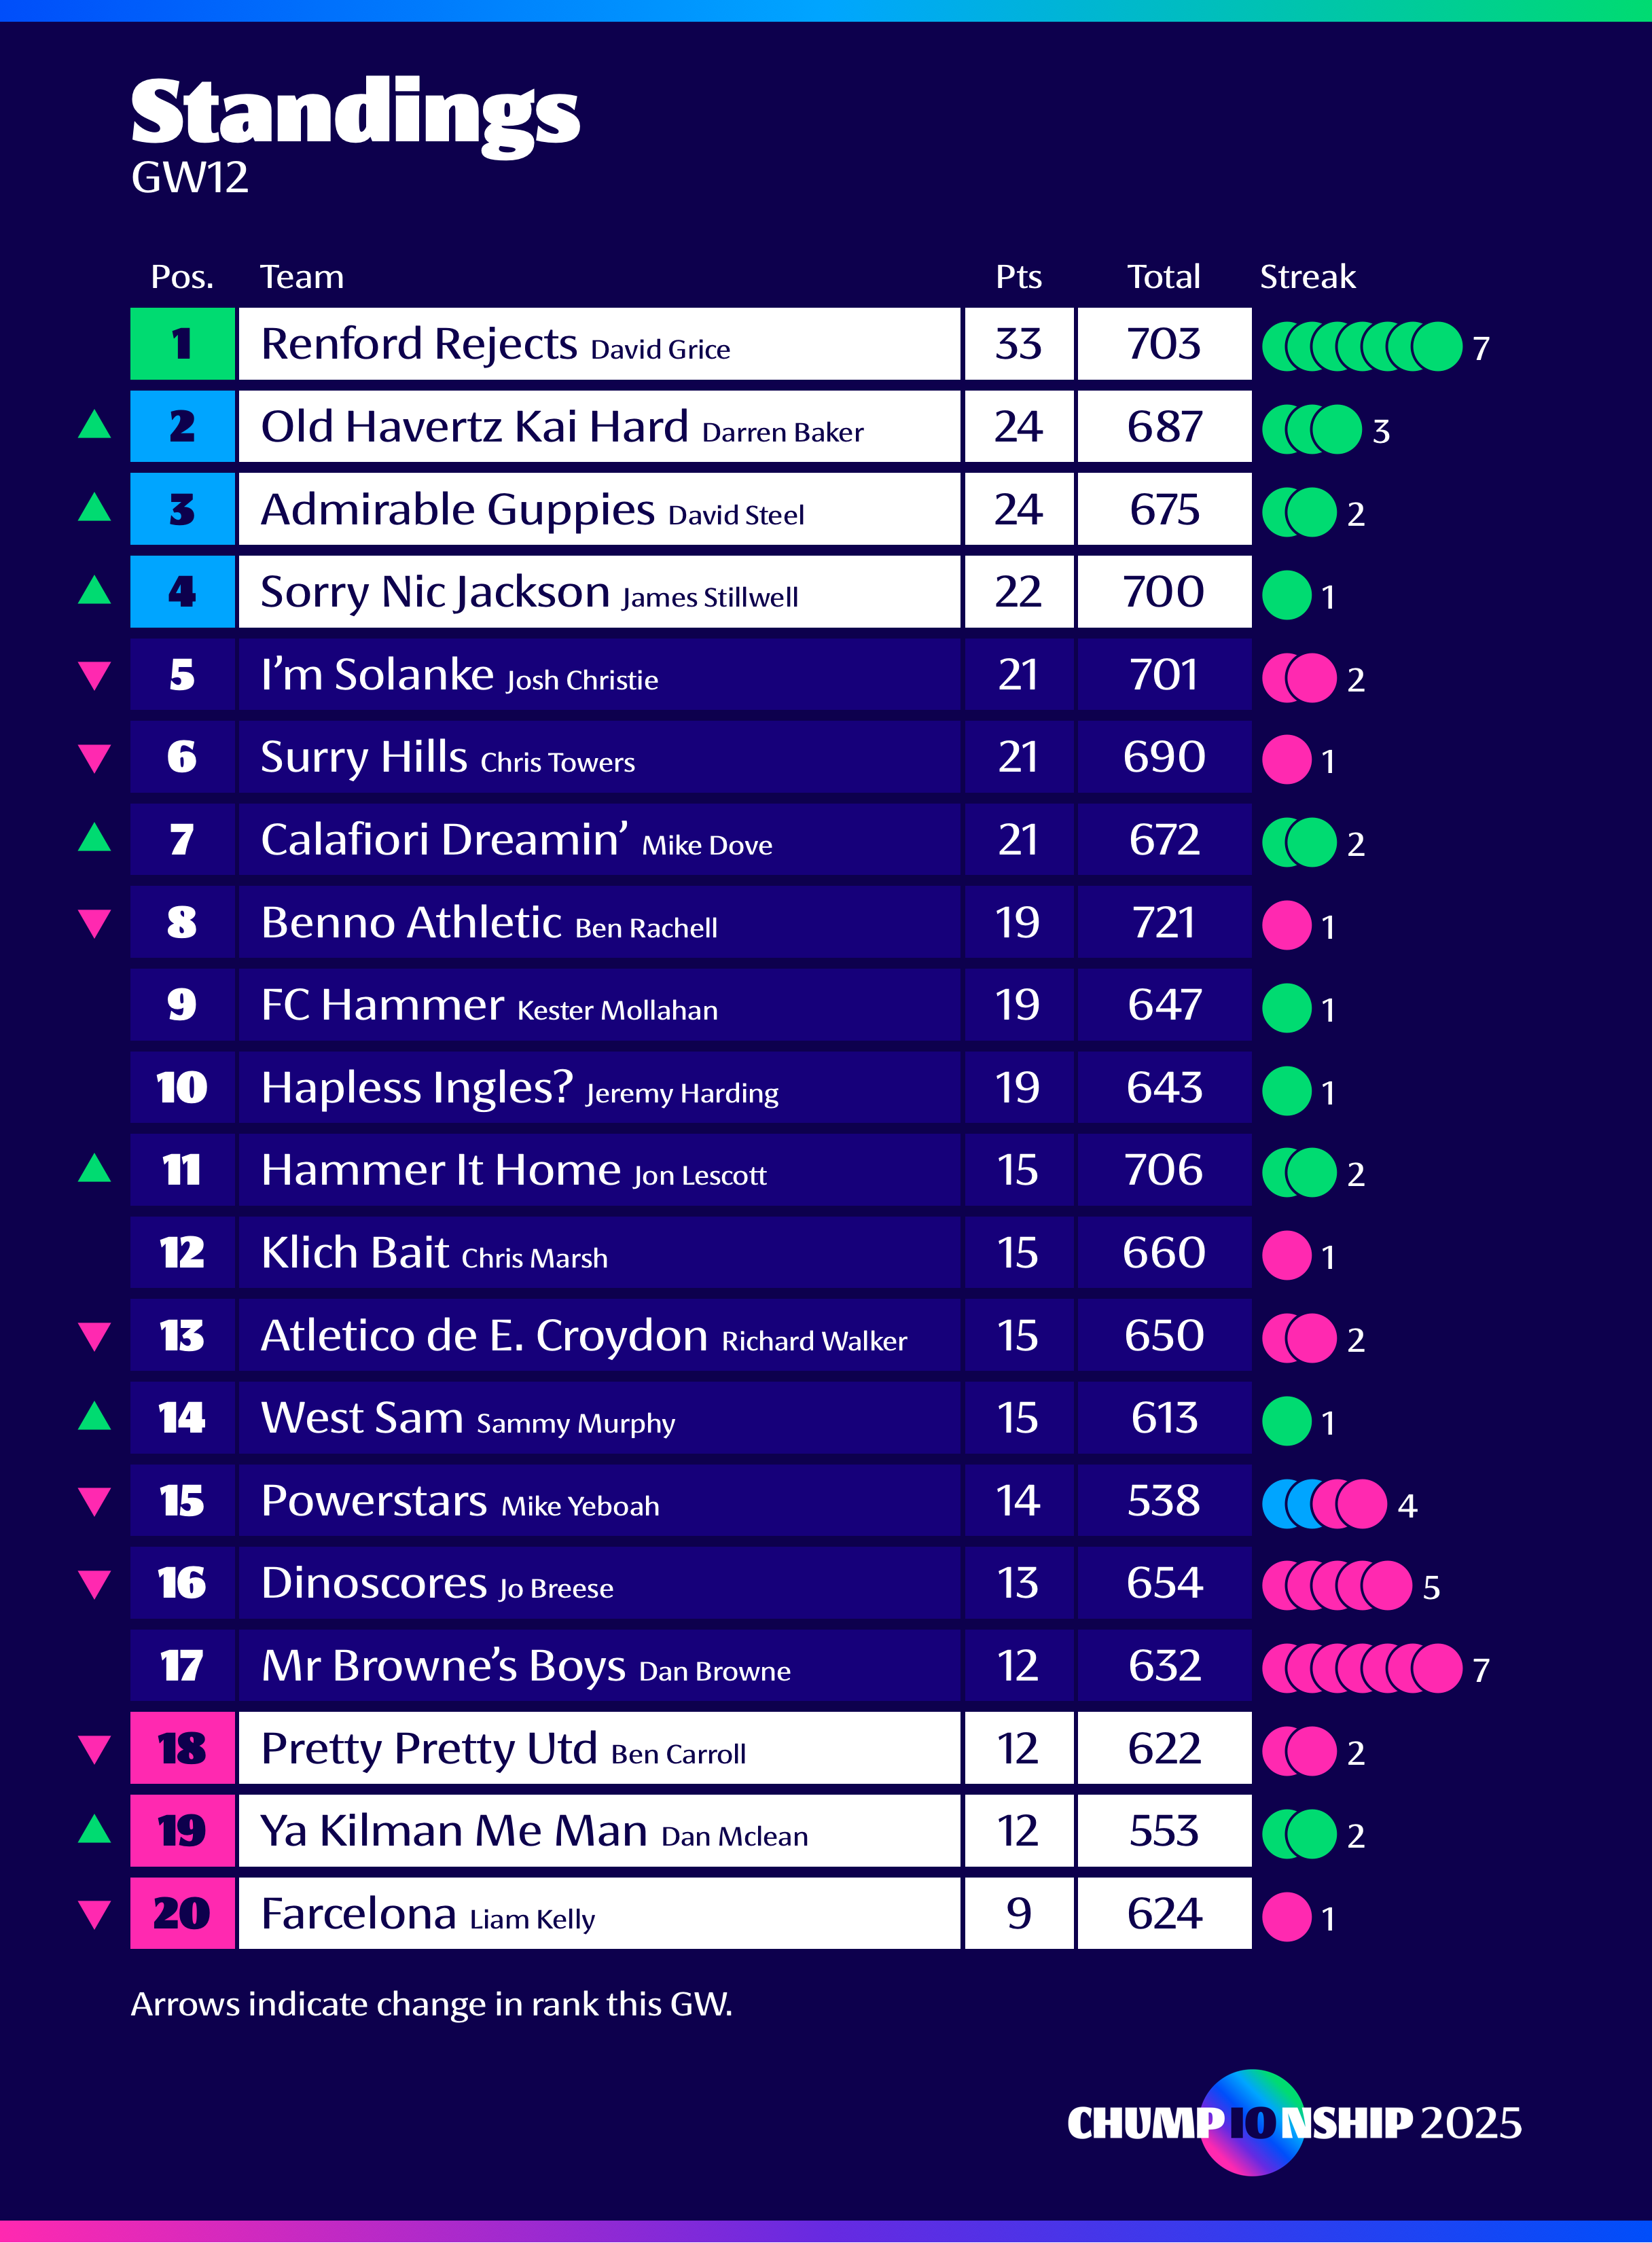 Standings
GW12
Pos. Team Pts Total Streak
1 Renford Rejects David Grice 33 703 7
2 Old Havertz Kai Hard Darren Baker 24 687 3
3 Admirable Guppies David Steel 24 675 2
4 Sorry Nic Jackson James Stillwell 22 700 1
5 I’m Solanke Josh Christie 21 701 2
6 Surry Hills Chris Towers 21 690 1
7 Calafiori Dreamin’ Mike Dove 21 672 2
8 Benno Athletic Ben Rachell 19 721 1
9 FC Hammer Kester Mollahan 19 647 1
10 Hapless Ingles? Jeremy Harding 19 643 1
11 Hammer It Home Jon Lescott 15 706 2
12 Klich Bait Chris Marsh 15 660 1
13 Atletico de E. Croydon Richard Walker 15 650 2
14 West Sam Sammy Murphy 15 613 1
15 Powerstars Mike Yeboah 14 538 4
16 Dinoscores Jo Breese 13 654 5
17 Mr Browne’s Boys Dan Browne 12 632 7
18 Pretty Pretty Utd Ben Carroll 12 622 2
19 Ya Kilman Me Man Dan Mclean 12 553 2
20 Farcelona Liam Kelly 9 624 1
Arrows indicate change in rank this GW.
CHUMP10NSHIP 2025